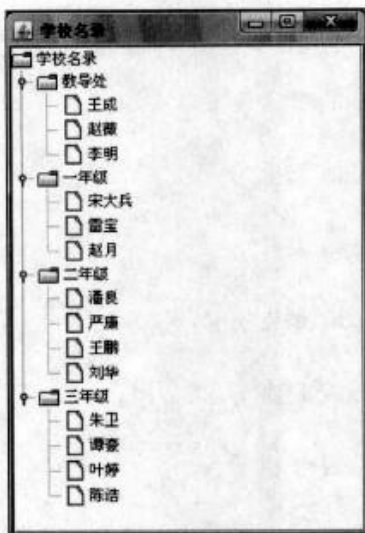 学校名录
学校名录
教导处
王成
赵薇
李明
一年级
宋大兵
雷宝
赵月
二年级
潘良
严康
王鹏
刘华
三年级
朱卫
谭豪
叶婷
陈浩